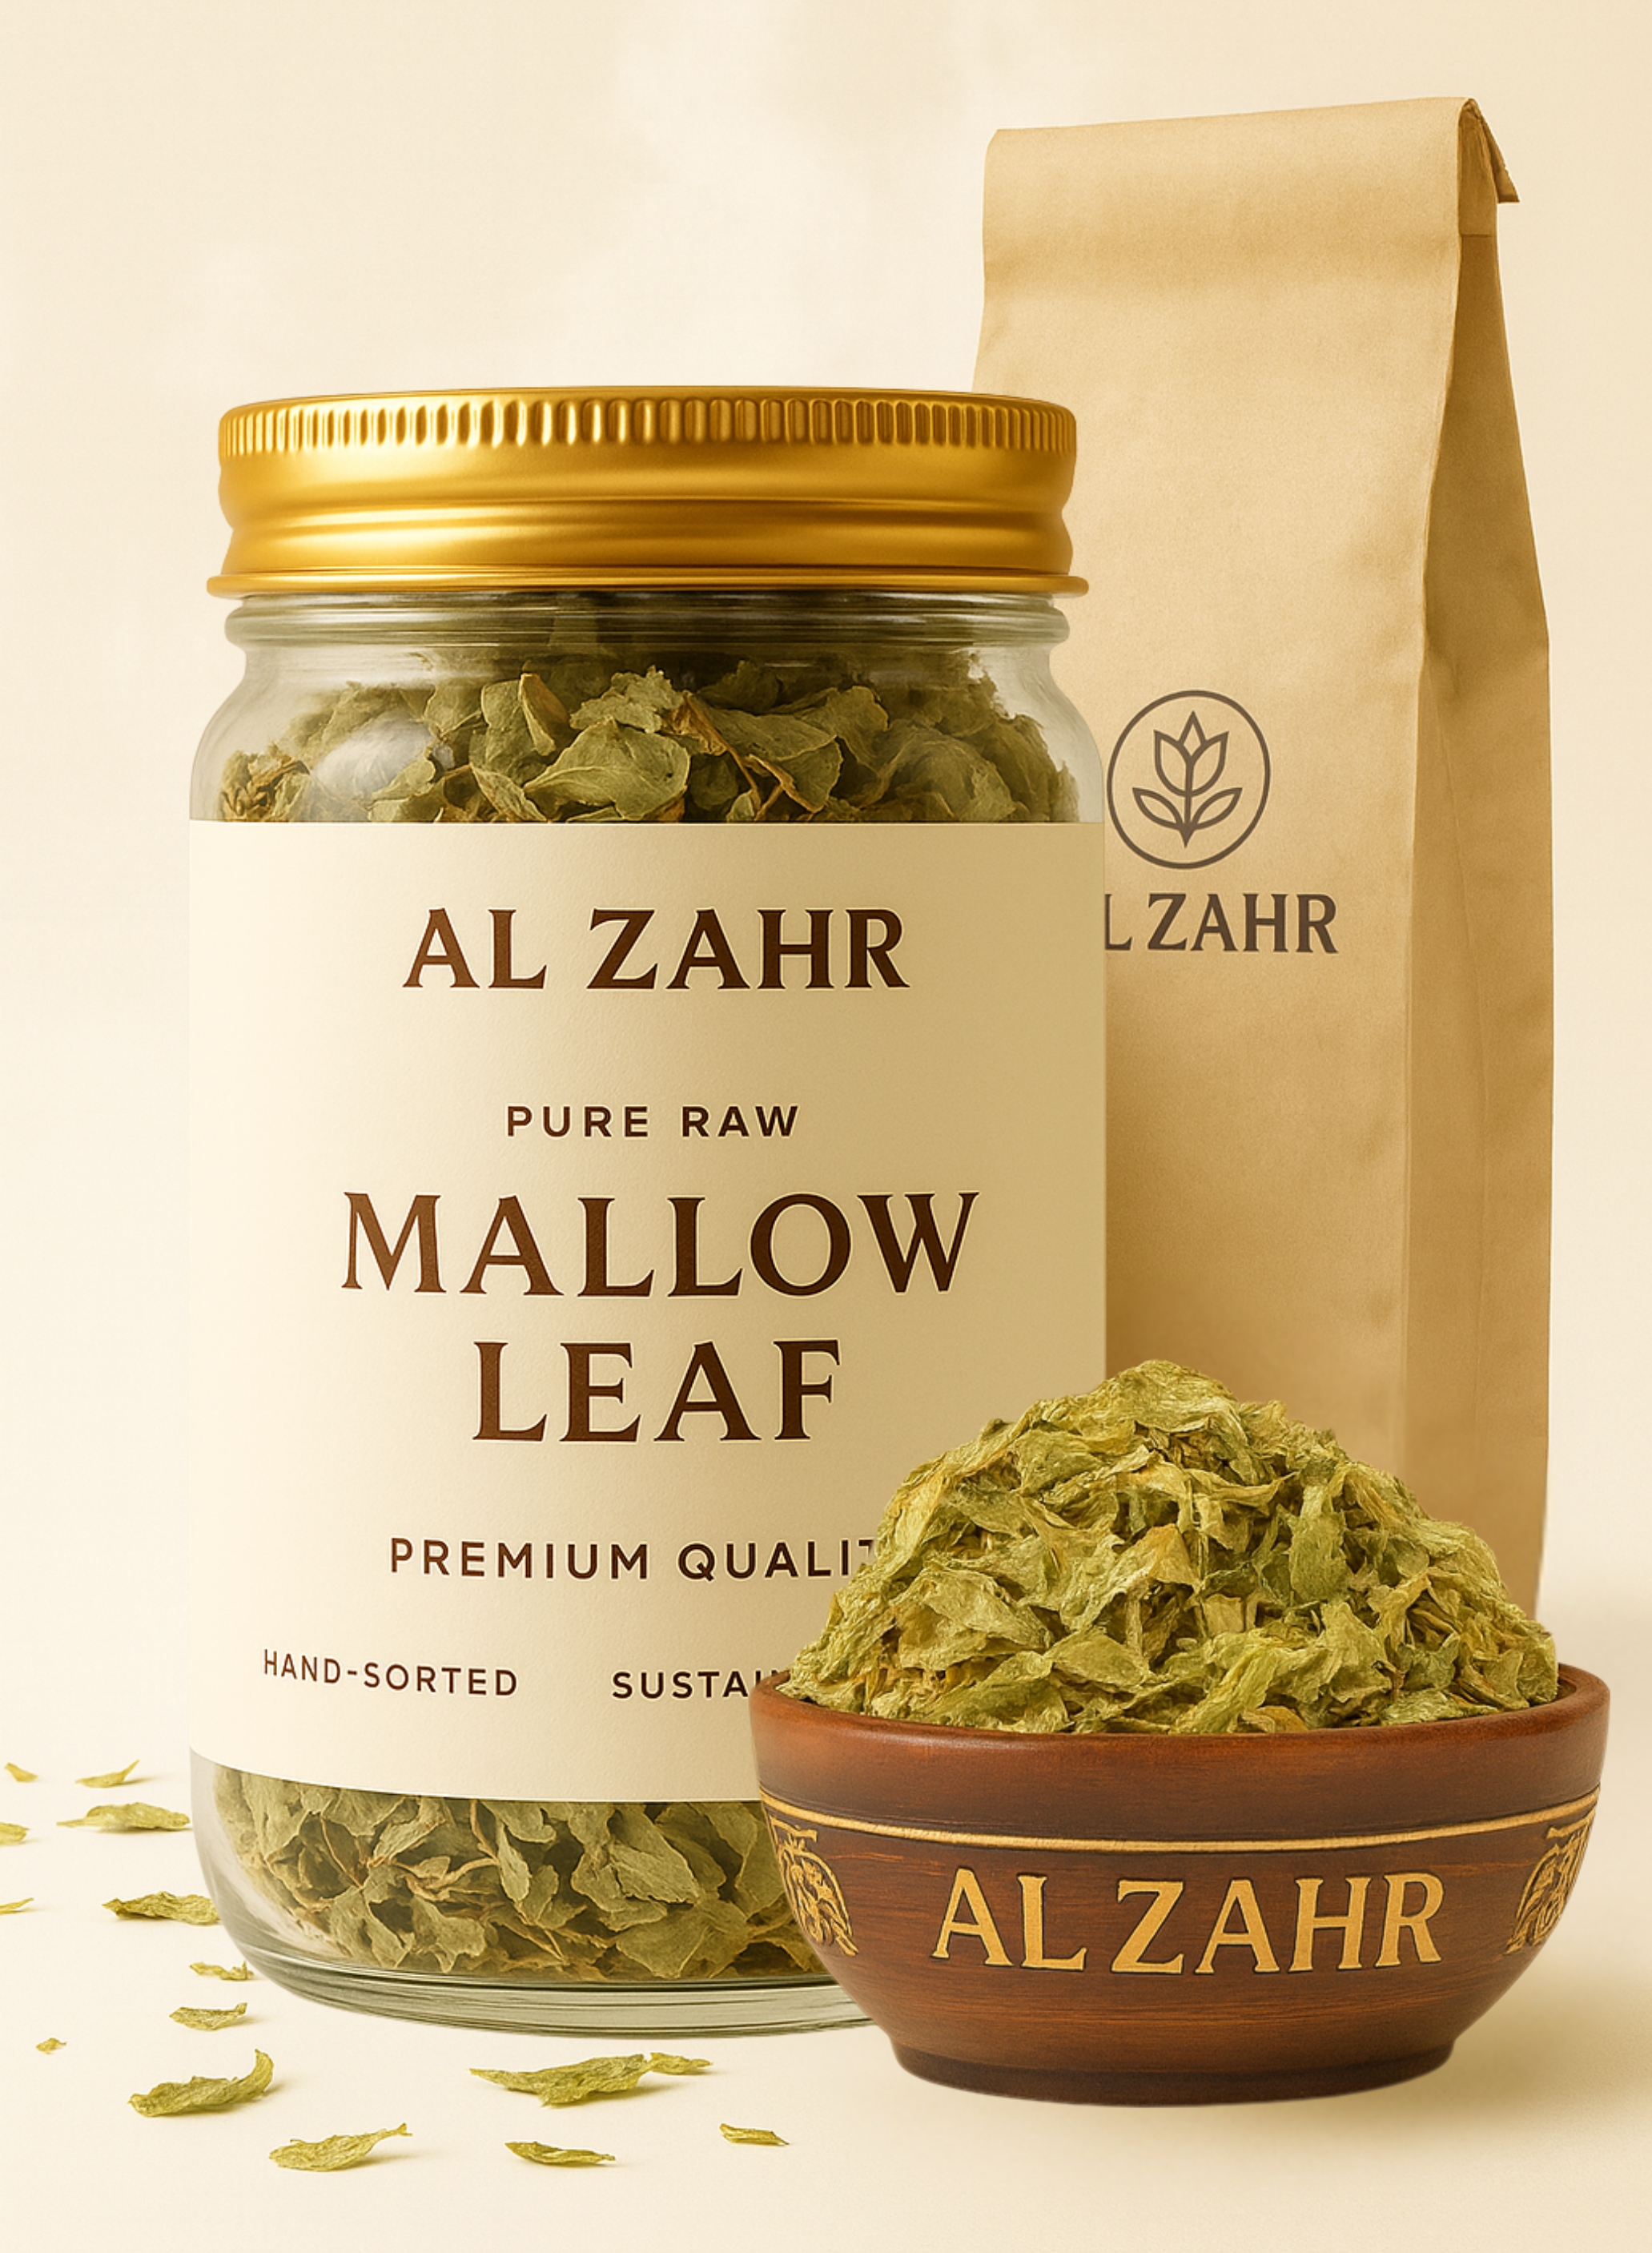 AL ZAHR
PURE RAW
MALLOW
LEAF
PREMIUM QUALIT
HAND-SORTED SUSTAI
L ZAHR
AL ZAHR